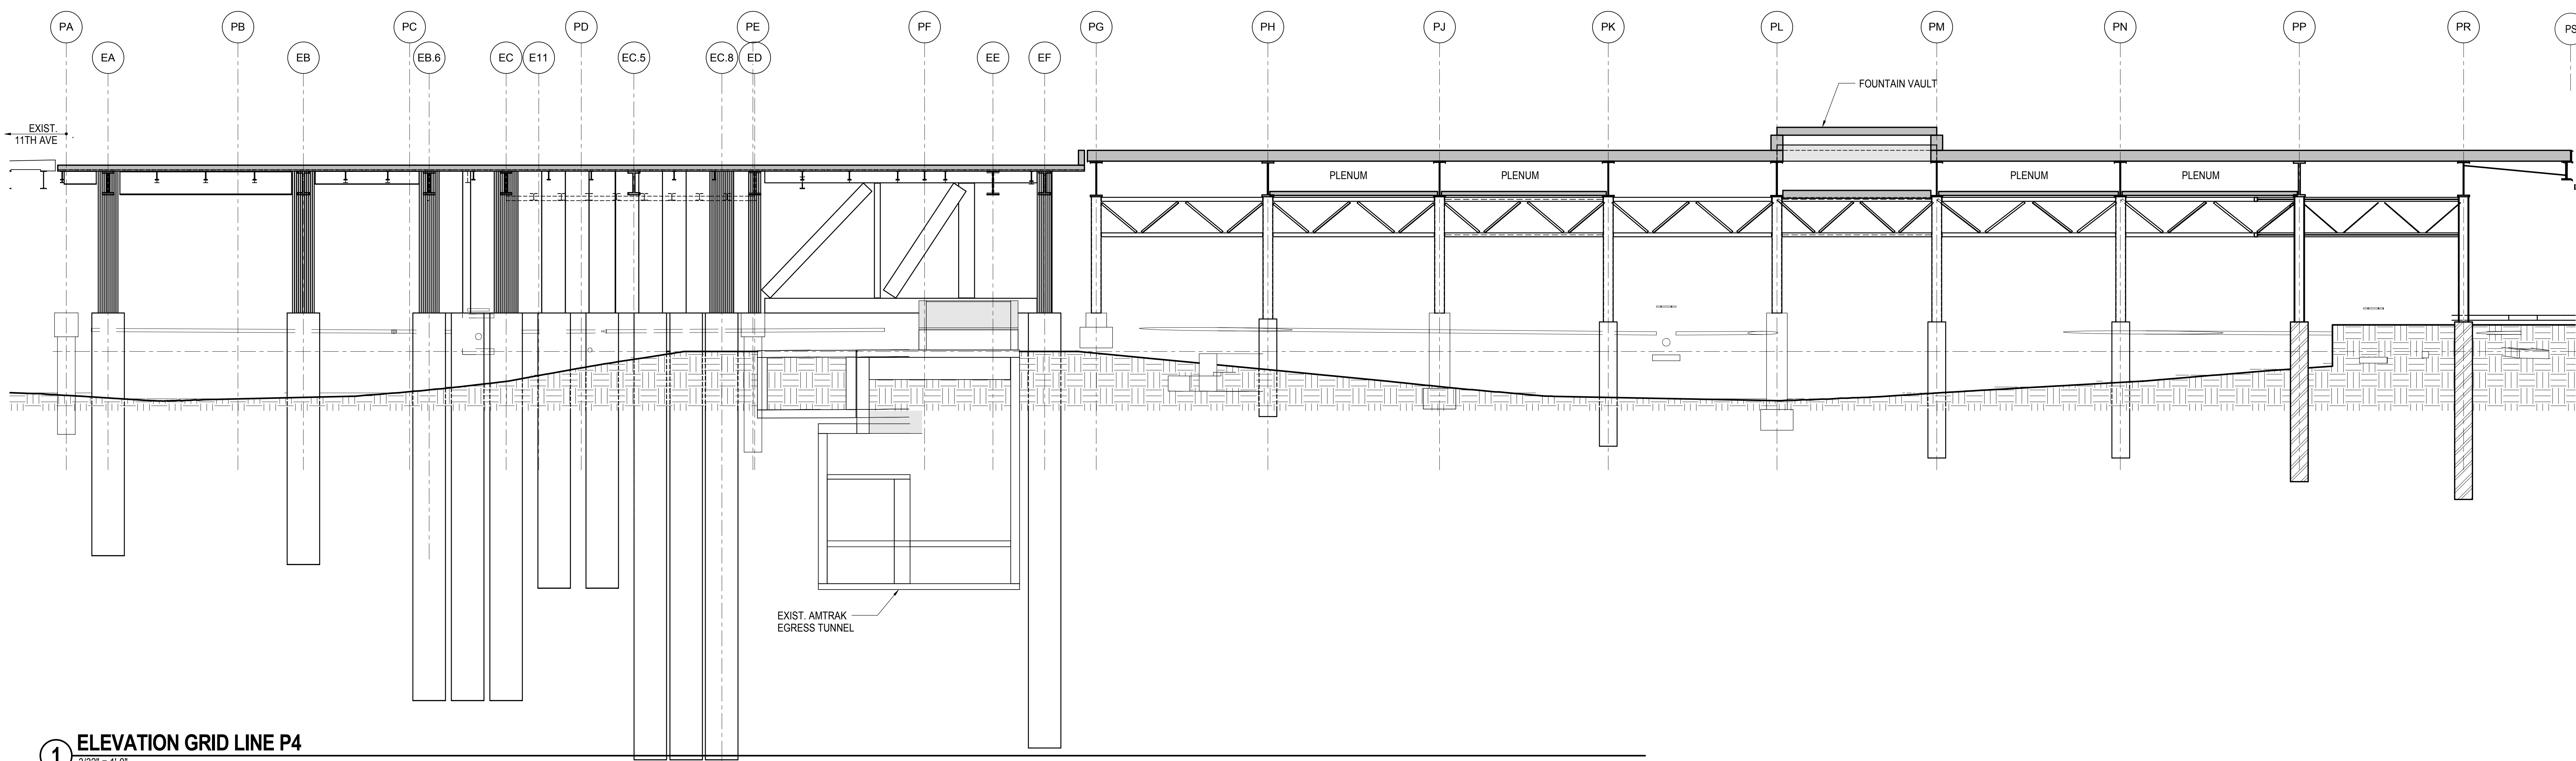 PA
PB
PC
PD
PE
PF
PG
PH
PJ
PK
PL
PM
PN
PP
PR
PS
EA
EB
EB.6
EC
E11
EC.5
EC.8
ED
EE
EF
FOUNTAIN VAULT
EXIST.
11TH AVE
PLENUM
PLENUM
PLENUM
PLENUM
EXIST. AMTRAK
EGRESS TUNNEL
1
ELEVATION GRID LINE P4